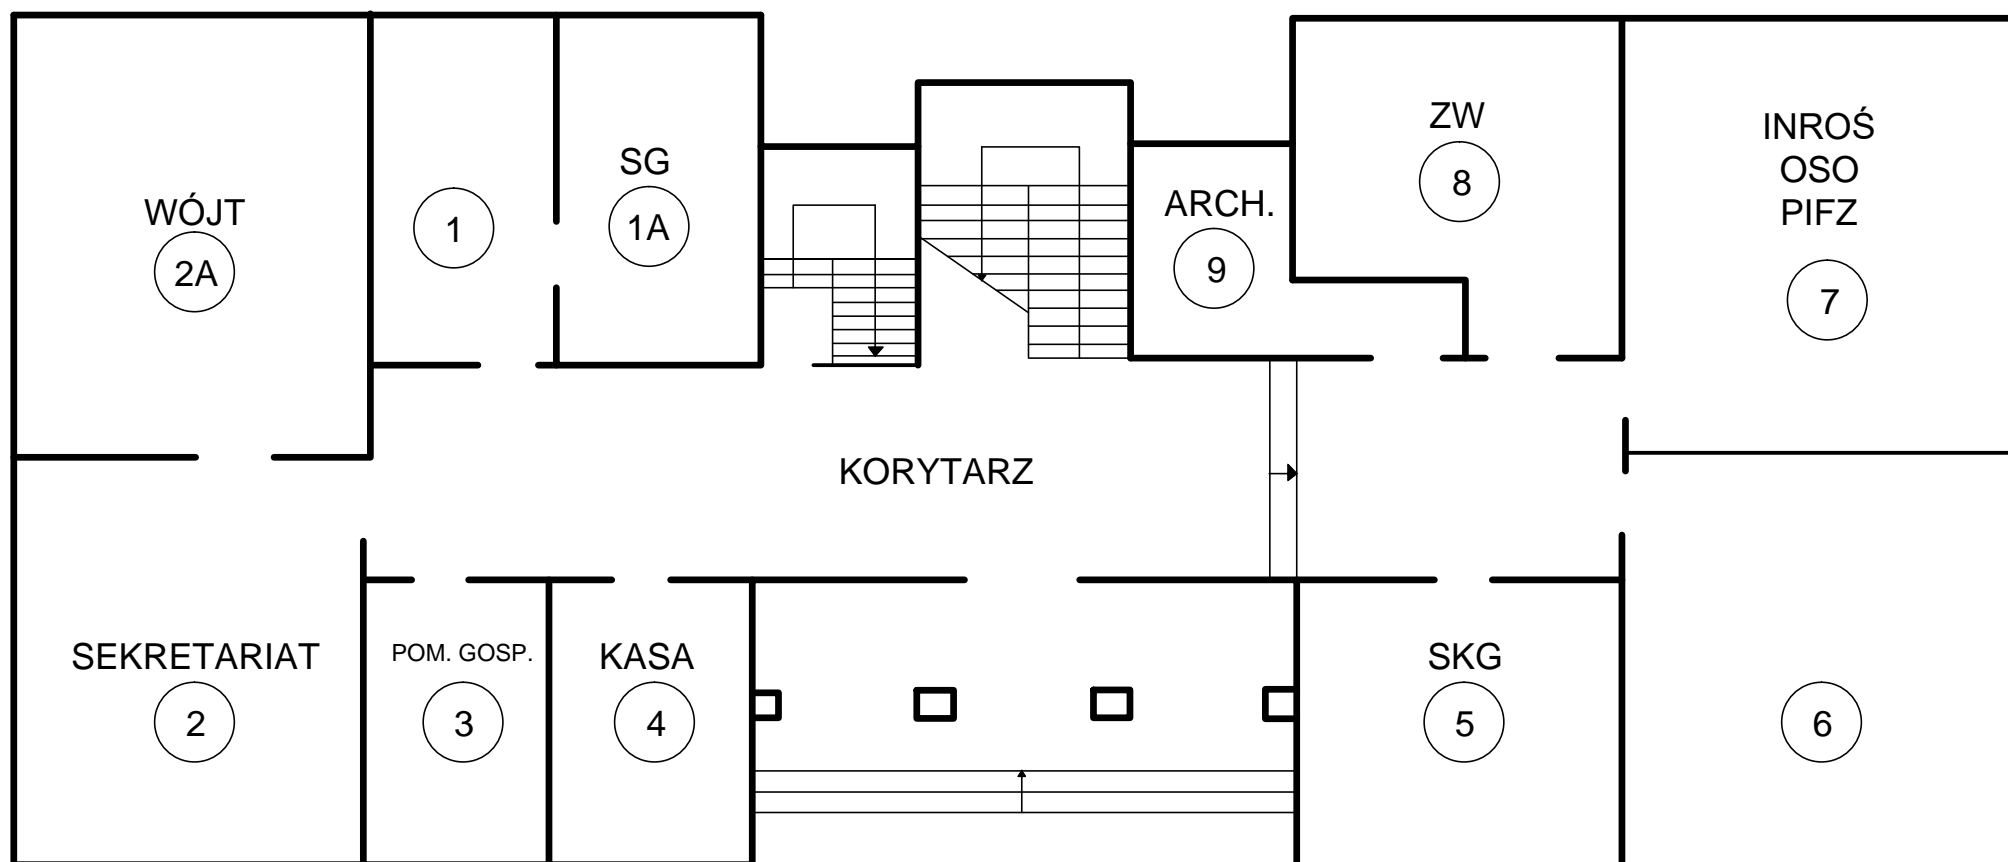 WÓJT
2A
1
SG
1A
ARCH.
9
ZW
8
INROŚ
OSO
PIFZ
7
KORYTARZ
SEKRETARIAT
2
POM. GOSP.
3
KASA
4
SKG
5
6